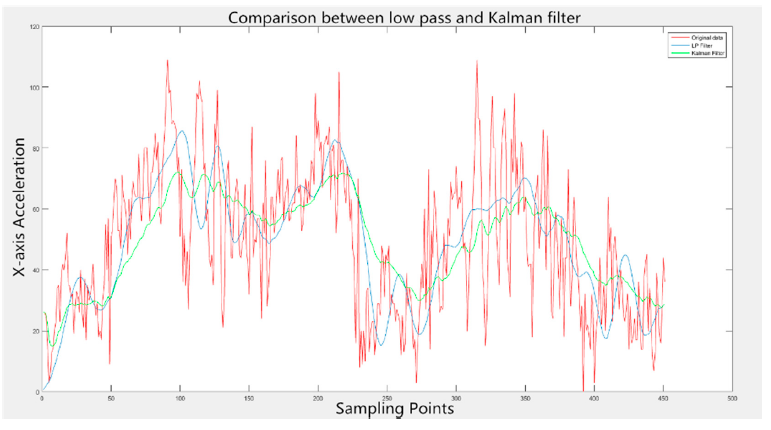 Comparison between low pass and Kalman filter
120
100
80
60
40
20
0
X-axis Acceleration
Original data
LP Filter
Kalman Filter
0 50 100 150 200 250 300 350 400 450 500
Sampling Points